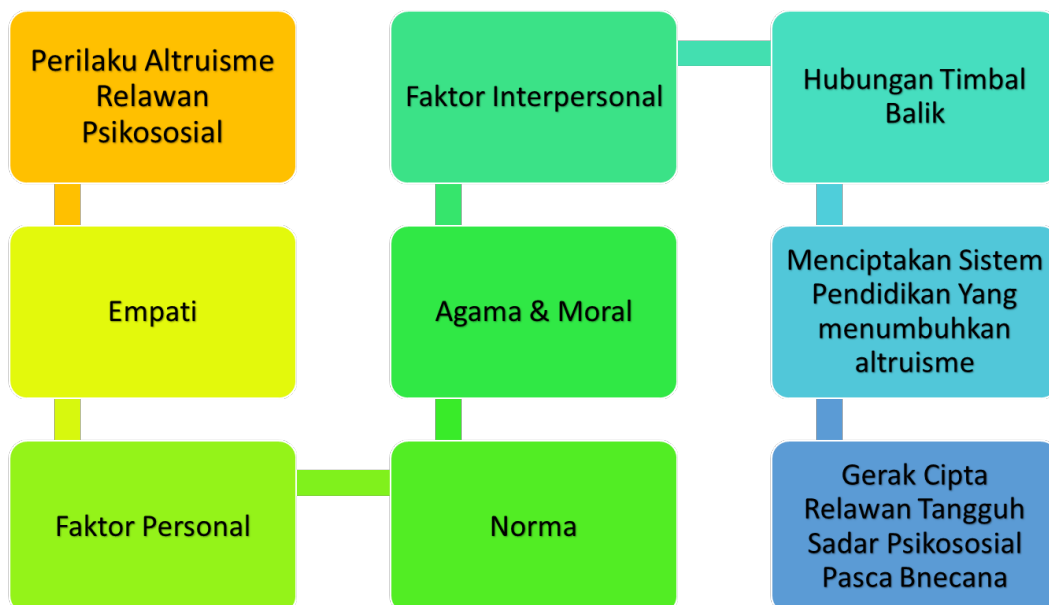 Perilaku Altruisme
Relawan
Psikososial
Empati
Faktor Personal
Norma
Agama & Moral
Faktor Interpersonal
Hubungan Timbal
Balik
Menciptakan Sistem
Pendidikan Yang
menumbuhkan
altruisme
Gerak Cipta
Relawan Tangguh
Sadar Psikososial
Pasca Bnecana